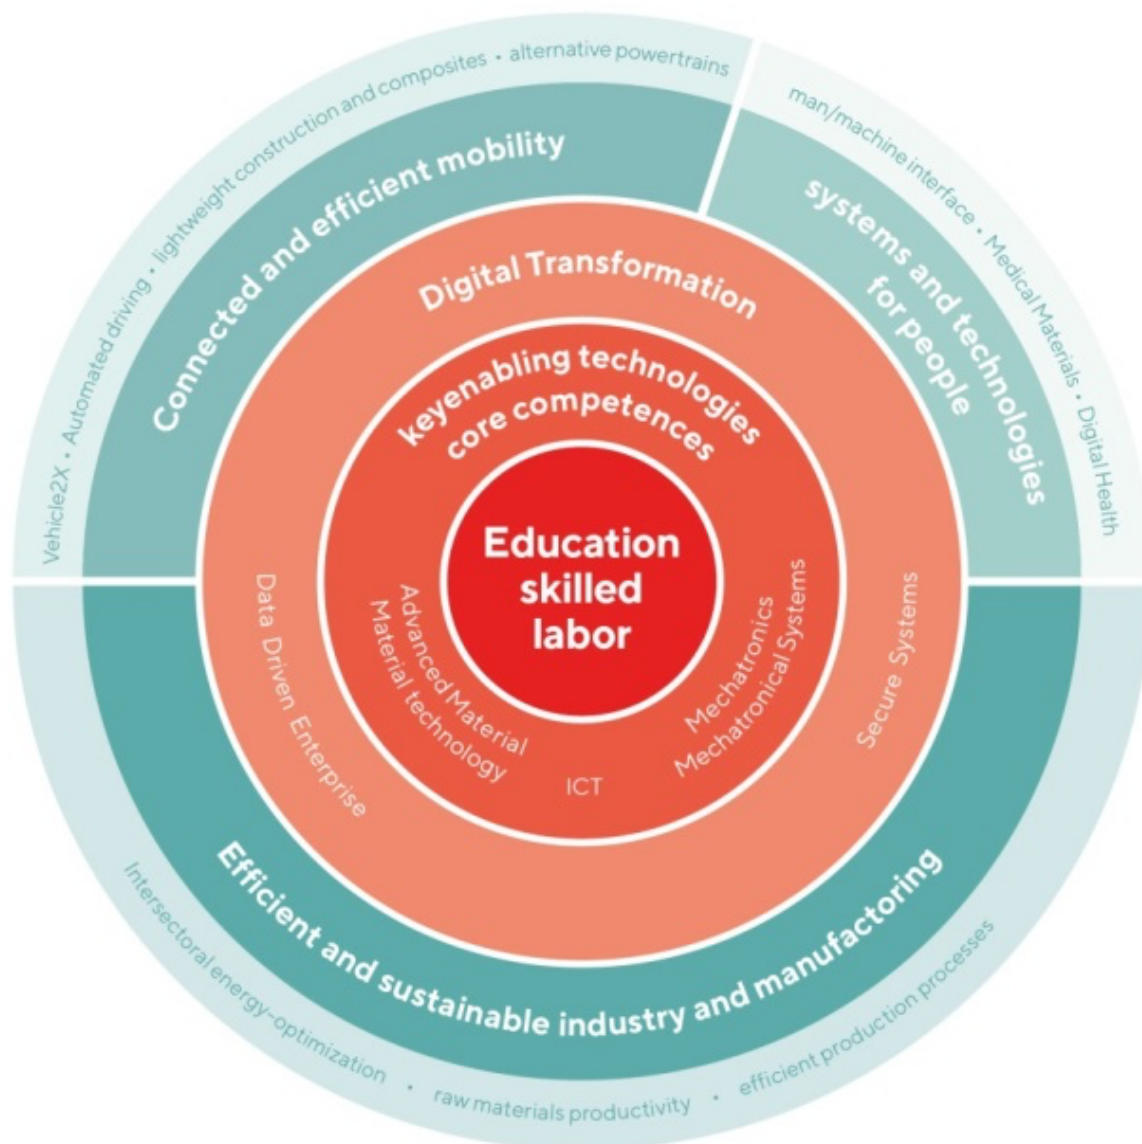 Vehicle2X • Automated driving • lightweight construction and composites • alternative powertrains
man/machine interface • Medical Materials • Digital Health
Connected and efficient mobility
systems and technologies
for people
Digital Transformation
keyenabling technologies
core competences
Education
skilled
labor
Data Driven Enterprise
Advanced Material
Material technology
ICT
Mechatronics
Mechatronical Systems
Secure Systems
Efficient and sustainable industry and manufactoring
Intersectoral energy-optimization • raw materials productivity • efficient production processes